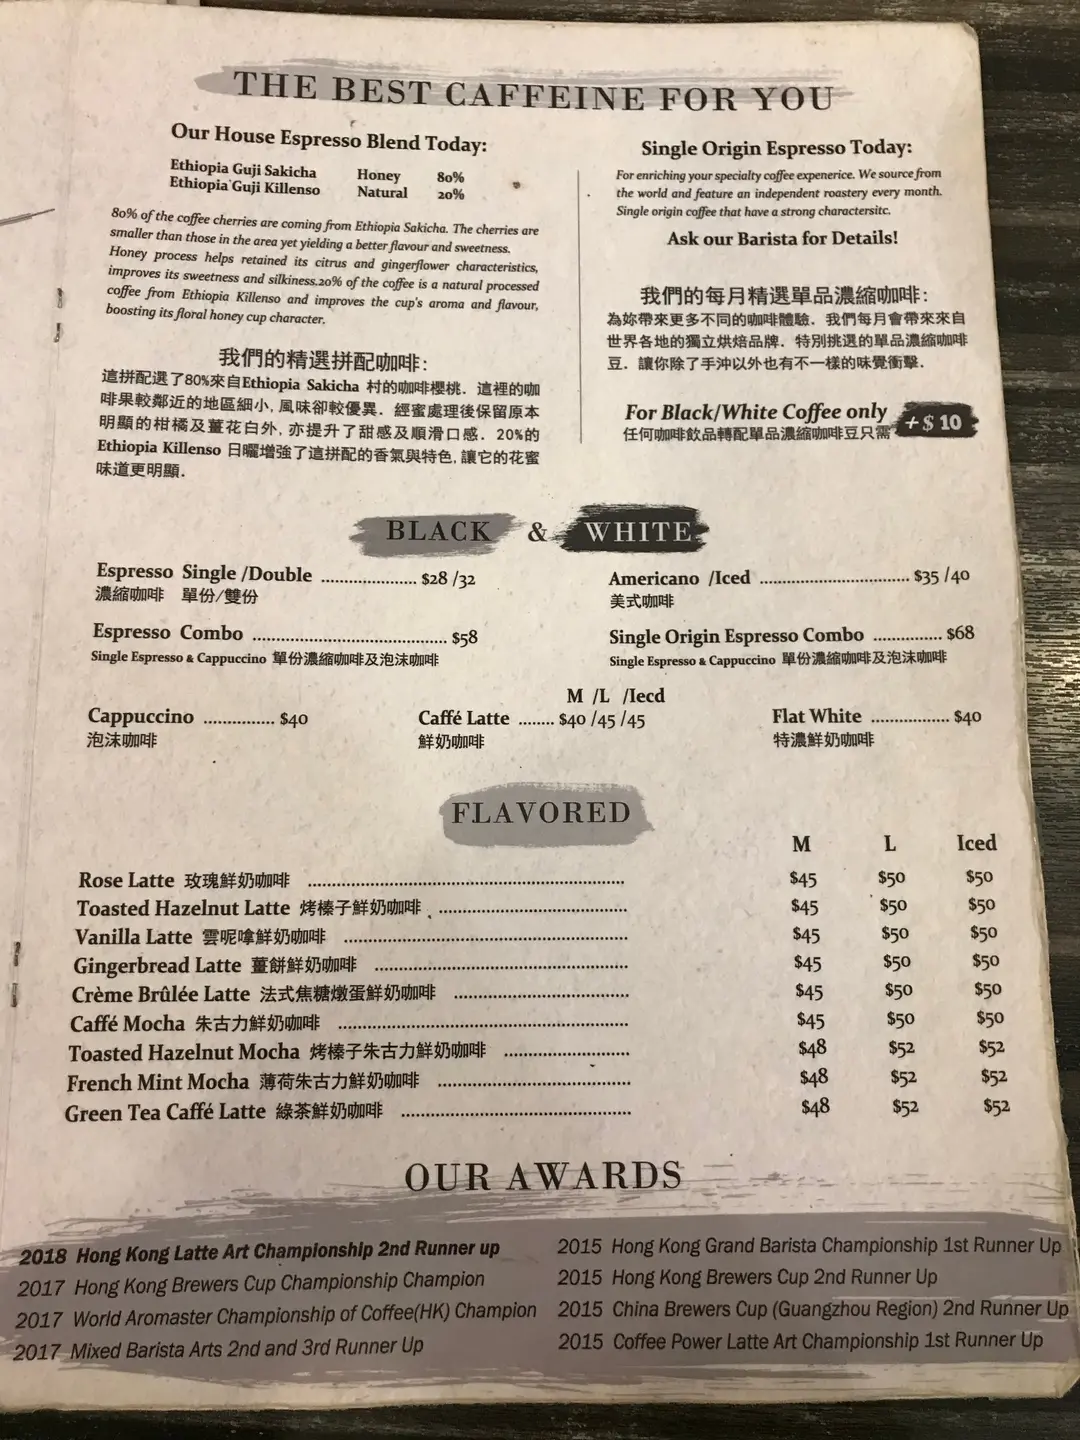 THE BEST CAFFEINE FOR YOU
Our House Espresso Blend Today:
Ethiopia Guji Sakicha Honey 80%
Ethiopia Guji Killenso Natural 20%
80% of the coffee cherries are coming from Ethiopia Sakicha. The cherries are
smaller than those in the area yet yielding a better flavour and sweetness.
Honey process helps retained its citrus and gingerflower characteristics,
improves its sweetness and silkiness.20% of the coffee is a natural processed
coffee from Ethiopia Killenso and improves the cup's aroma and flavour,
boosting its floral honey cup character.
我們的精選拼配咖啡:
這拼配選了80%來自Ethiopia Sakicha 村的咖啡櫻桃. 這裡的咖
啡果較鄰近的地區細小, 風味卻較優異. 經蜜處理後保留原本
明顯的柑橘及薑花白外, 亦提升了甜感及順滑口感. 20%的
Ethiopia Killenso 日曬增強了這拼配的香氣與特色, 讓它的花蜜
味道更明顯.
Single Origin Espresso Today:
For enriching your specialty coffee expenerice. We source from
the world and feature an independent roastery every month.
Single origin coffee that have a strong charactersitc.
Ask our Barista for Details!
我們的每月精選單品濃縮咖啡:
為妳帶來更多不同的咖啡體驗. 我們每月會帶來來自
世界各地的獨立烘焙品牌. 特別挑選的單品濃縮咖啡
豆. 讓你除了手沖以外也有不一樣的味覺衝擊.
For Black/White Coffee only +$ 10
任何咖啡飲品轉配單品濃縮咖啡豆只需
BLACK & WHITE
Espresso Single /Double .................... $28 /32
濃縮咖啡 單份/雙份
Americano /Iced ................................ $35 /40
美式咖啡
Espresso Combo ......................................... $58
Single Espresso & Cappuccino 單份濃縮咖啡及泡沫咖啡
Single Origin Espresso Combo ............... $68
Single Espresso & Cappuccino 單份濃縮咖啡及泡沫咖啡
M /L /Iecd
Cappuccino ............... $40
泡沫咖啡
Caffé Latte ........ $40 /45 /45
鮮奶咖啡
Flat White ................. $40
特濃鮮奶咖啡
FLAVORED
M L Iced
Rose Latte 玫瑰鮮奶咖啡 .................... $45 $50 $50
Toasted Hazelnut Latte 烤榛子鮮奶咖啡 .................... $45 $50 $50
Vanilla Latte 雲呢嗱鮮奶咖啡 .................... $45 $50 $50
Gingerbread Latte 薑餅鮮奶咖啡 .................... $45 $50 $50
Crème Brûlée Latte 法式焦糖燉蛋鮮奶咖啡 .................... $45 $50 $50
Caffé Mocha 朱古力鮮奶咖啡 .................... $45 $50 $50
Toasted Hazelnut Mocha 烤榛子朱古力鮮奶咖啡 .................... $48 $52 $52
French Mint Mocha 薄荷朱古力鮮奶咖啡 .................... $48 $52 $52
Green Tea Caffé Latte 綠茶鮮奶咖啡 .................... $48 $52 $52
OUR AWARDS
2018 Hong Kong Latte Art Championship 2nd Runner up
2017 Hong Kong Brewers Cup Championship Champion
2017 World Aromaster Championship of Coffee(HK) Champion
2017 Mixed Barista Arts 2nd and 3rd Runner Up
2015 Hong Kong Grand Barista Championship 1st Runner Up
2015 Hong Kong Brewers Cup 2nd Runner Up
2015 China Brewers Cup (Guangzhou Region) 2nd Runner Up
2015 Coffee Power Latte Art Championship 1st Runner Up